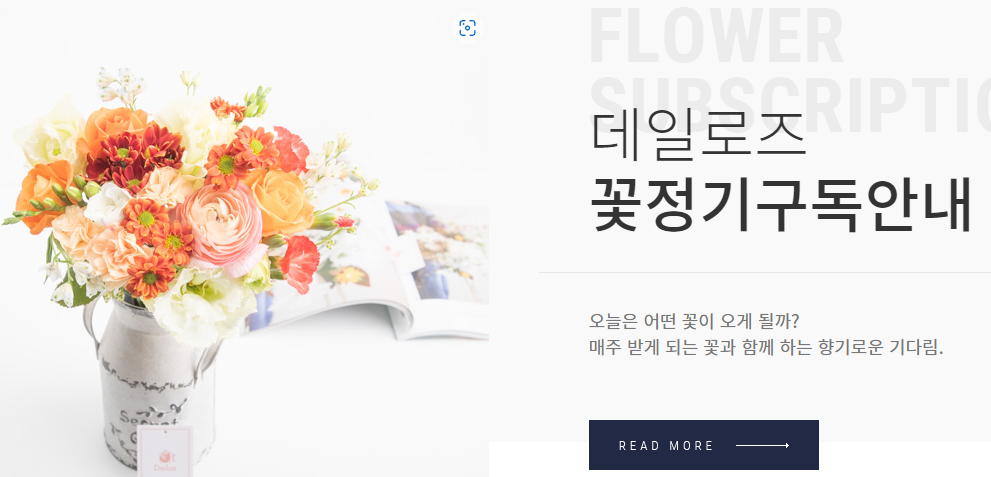 FLOWER
SUBSCRIPTIO
데일로즈
꽃정기구독안내
오늘은 어떤 꽃이 오게 될까?
매주 받게 되는 꽃과 함께 하는 향기로운 기다림.
READ MORE